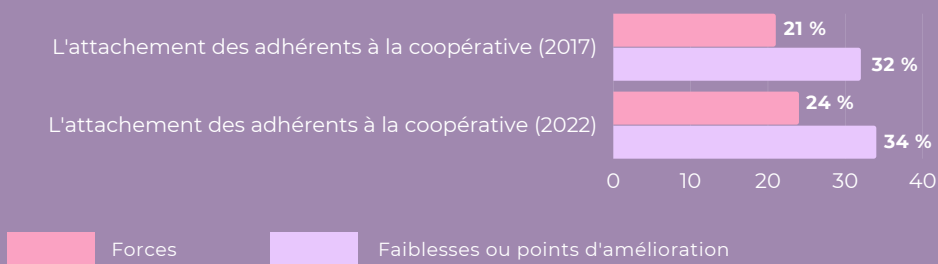 L'attachement des adhérents à la coopérative (2017)
21 %
32 %
L'attachement des adhérents à la coopérative (2022)
24 %
34 %
0 10 20 30 40
Forces Faiblesses ou points d'amélioration